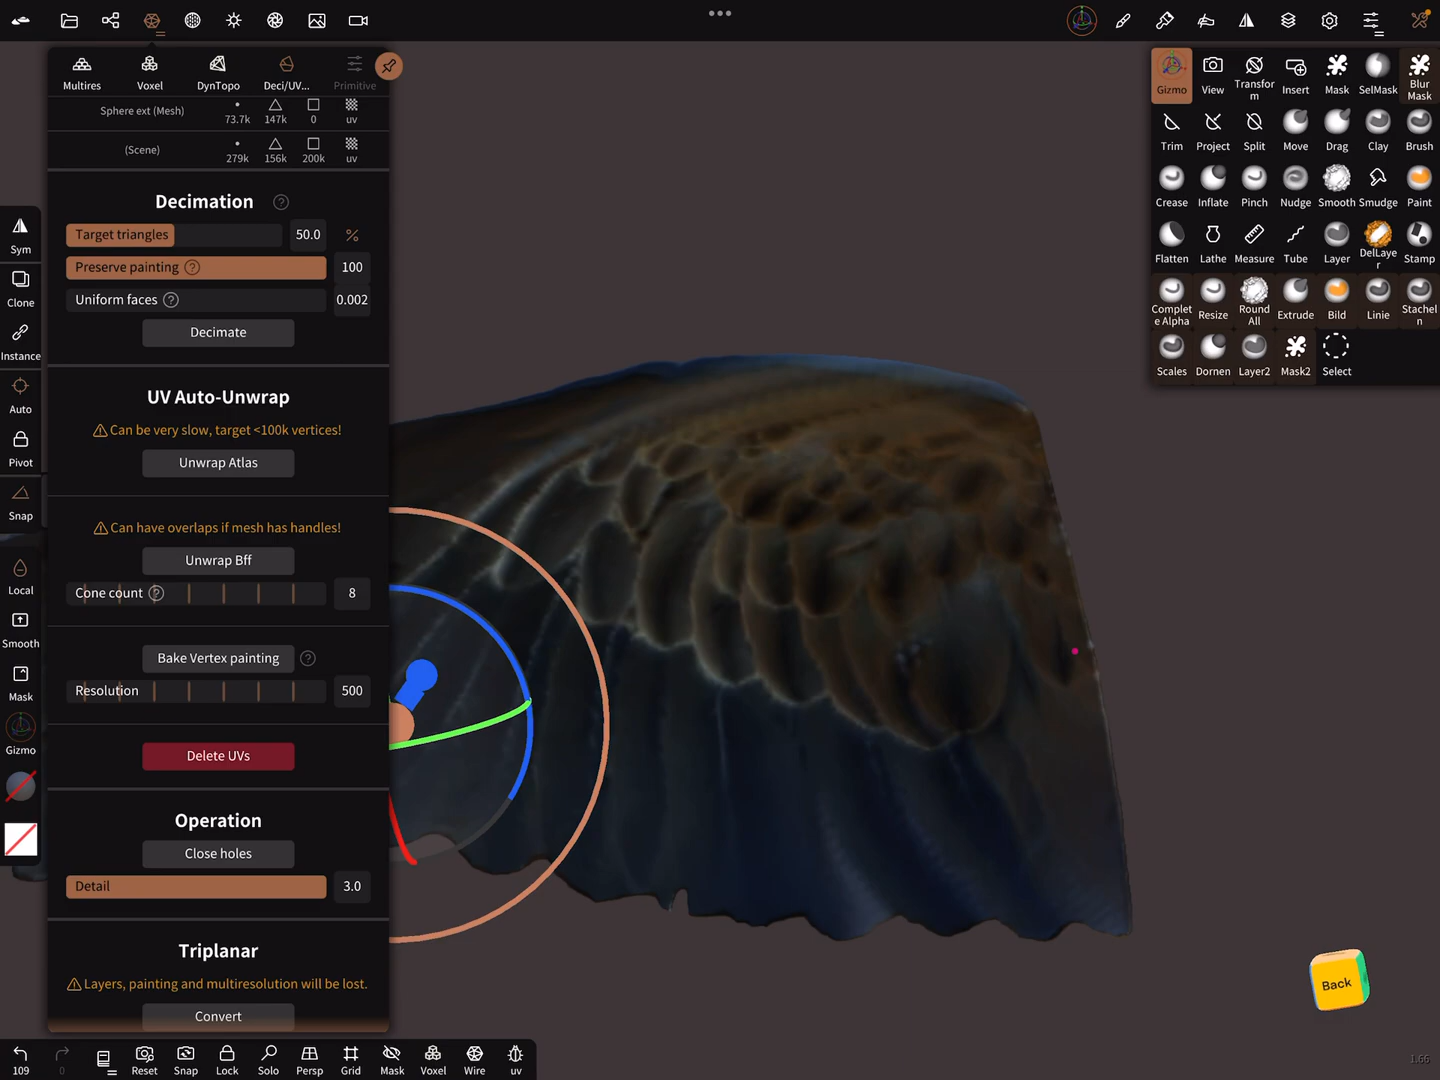 Multires
Voxel
DynTopo
Deci/UV...
Primitive
Sphere ext (Mesh)
73.7k
147k
0
uv
(Scene)
279k
156k
200k
uv
Decimation ?
Target triangles 50.0 %
Preserve painting ? 100
Uniform faces ? 0.002
Decimate
UV Auto-Unwrap
Can be very slow, target <100k vertices!
Unwrap Atlas
Can have overlaps if mesh has handles!
Unwrap Bff
Cone count ? 8
Bake Vertex painting ?
Resolution 500
Delete UVs
Operation
Close holes
Detail 3.0
Triplanar
Layers, painting and multiresolution will be lost.
Convert
Sym
Clone
Instance
Auto
Pivot
Snap
Local
Smooth
Mask
Gizmo
Gizmo
View
Transfor
m
Insert
Mask
SelMask
Blur
Mask
Trim
Project
Split
Move
Drag
Clay
Brush
Crease
Inflate
Pinch
Nudge
Smooth
Smudge
Paint
Flatten
Lathe
Measure
Tube
Layer
DelLaye
r
Stamp
Complet
e Alpha
Resize
Round
All
Extrude
Bild
Linie
Stachel
n
Scales
Dornen
Layer2
Mask2
Select
Back
109
0
Reset
Snap
Lock
Solo
Persp
Grid
Mask
Voxel
Wire
uv
1.66